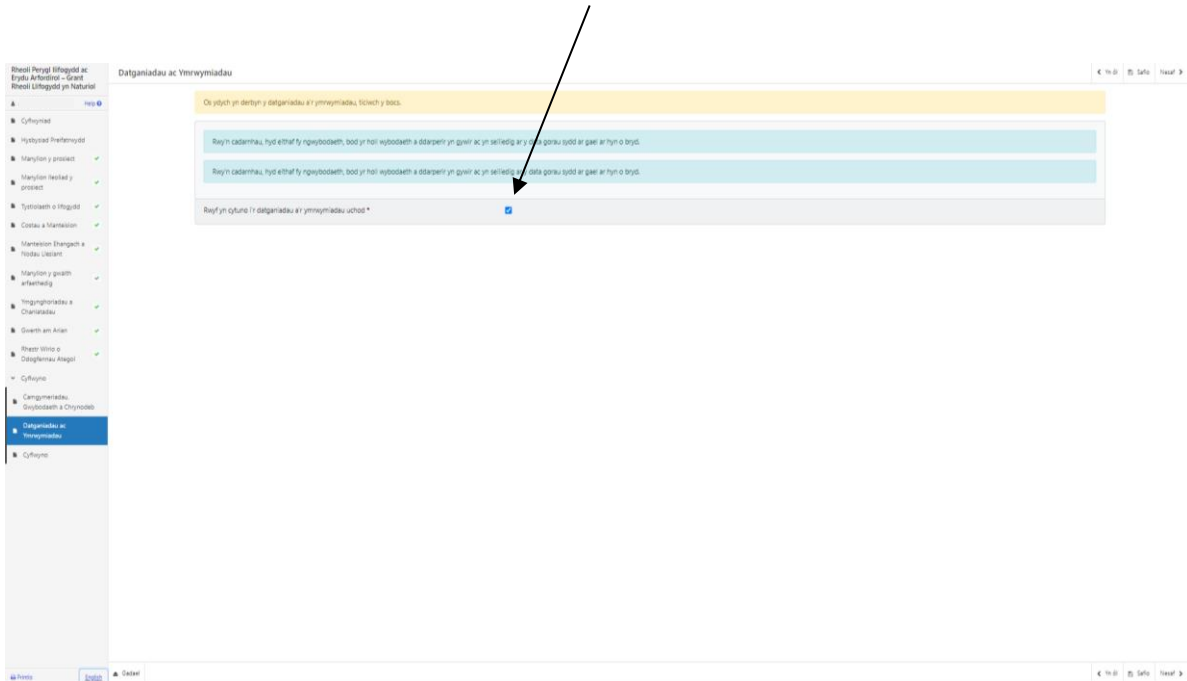 Rheoli Perygl llifogydd ac
Erydu Arfordirol – Grant
Rheoli Llifogydd yn Naturiol
Help
Cyflwyniad
Hysbysiad Preifatrwydd
Manylion y prosiect
Manylion lleoliad y
prosiect
Tystiolaeth o lifogydd
Costau a Manteision
Manteision Ehangach a
Nodau Llesiant
Manylion y gwaith
arfaethedig
Ymgynghoriadau a
Chaniatadau
Gwerth am Arian
Rhestr Wirio o
Ddogfennau Ategol
Cyflwyno
Camgymeriadau,
Gwybodaeth a Chrynodeb
Datganiadau ac
Ymrwymiadau
Cyflwyno
Printio
English
Datganiadau ac Ymrwymiadau
Yn ôl Safio Nesaf
Os ydych yn derbyn y datganiadau a'r ymrwymiadau, ticiwch y bocs.
Rwy'n cadarnhau, hyd eithaf fy ngwybodaeth, bod yr holl wybodaeth a ddarperir yn gywir ac yn seiliedig ar y data gorau sydd ar gael ar hyn o bryd.
Rwy'n cadarnhau, hyd eithaf fy ngwybodaeth, bod yr holl wybodaeth a ddarperir yn gywir ac yn seiliedig ar y data gorau sydd ar gael ar hyn o bryd.
Rwyf yn cytuno i'r datganiadau a'r ymrwymiadau uchod *
Gadael
Yn ôl Safio Nesaf